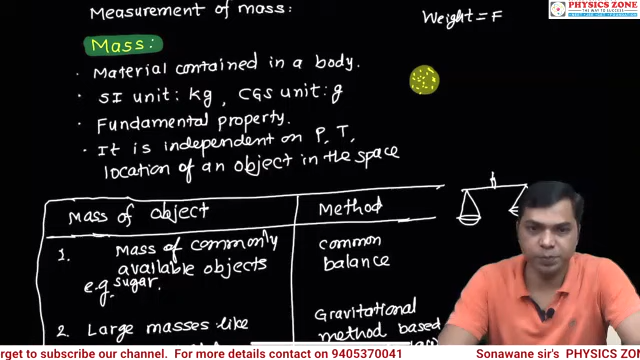 Measurement of mass:
Weight = F
PHYSICS ZONE
Mass:
Material contained in a body.
SI unit: kg, CGS unit: g
Fundamental property.
It is independent on P, T,
location of an object in the space
Mass of object
Method
1. Mass of commonly
available objects
e.g. sugar.
common
balance
2. Large masses like
Gravitational
method based
rget to subscribe our channel. For more details contact on 9405370041
Sonawane sir's PHYSICS ZO